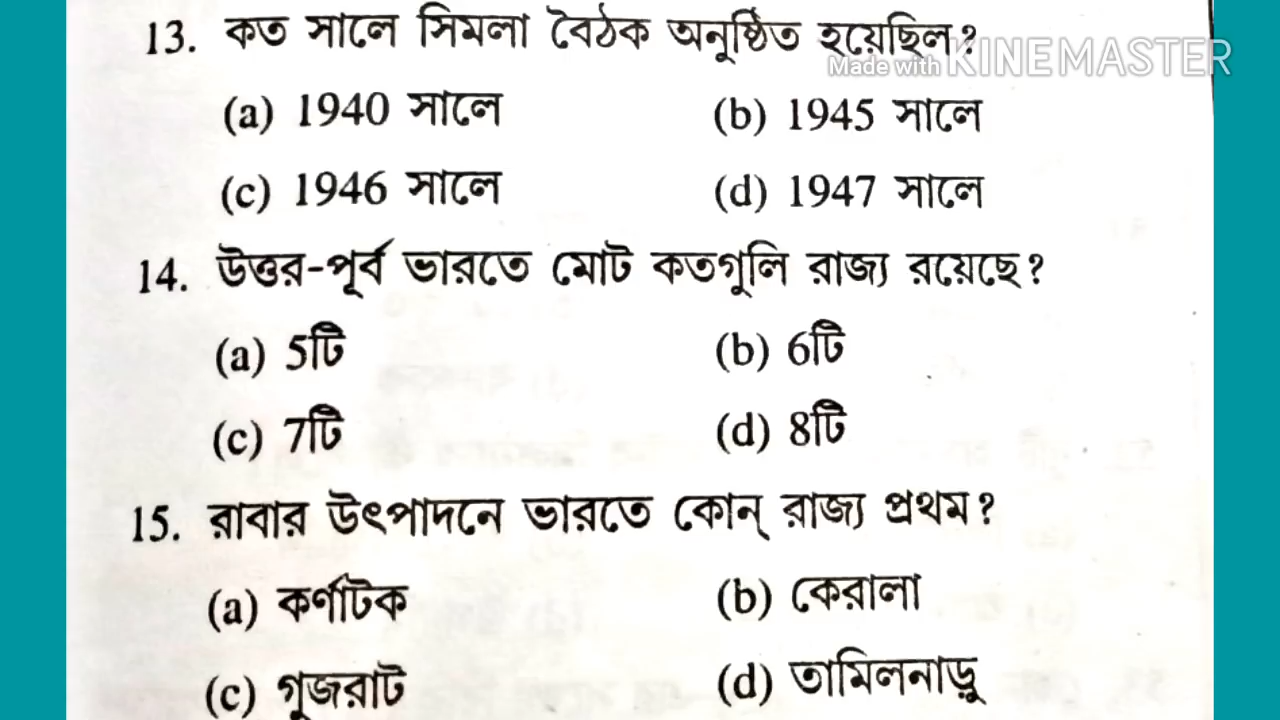 13. কত সালে সিমলা বৈঠক অনুষ্ঠিত হয়েছিল?
Made with KINEMASTER
(a) 1940 সালে (b) 1945 সালে
(c) 1946 সালে (d) 1947 সালে
14. উত্তর-পূর্ব ভারতে মোট কতগুলি রাজ্য রয়েছে?
(a) 5টি (b) 6টি
(c) 7টি (d) 8টি
15. রাবার উৎপাদনে ভারতে কোন্ রাজ্য প্রথম?
(a) কর্ণাটিক (b) কেরালা
(c) গুজরাট (d) তামিলনাড়ু